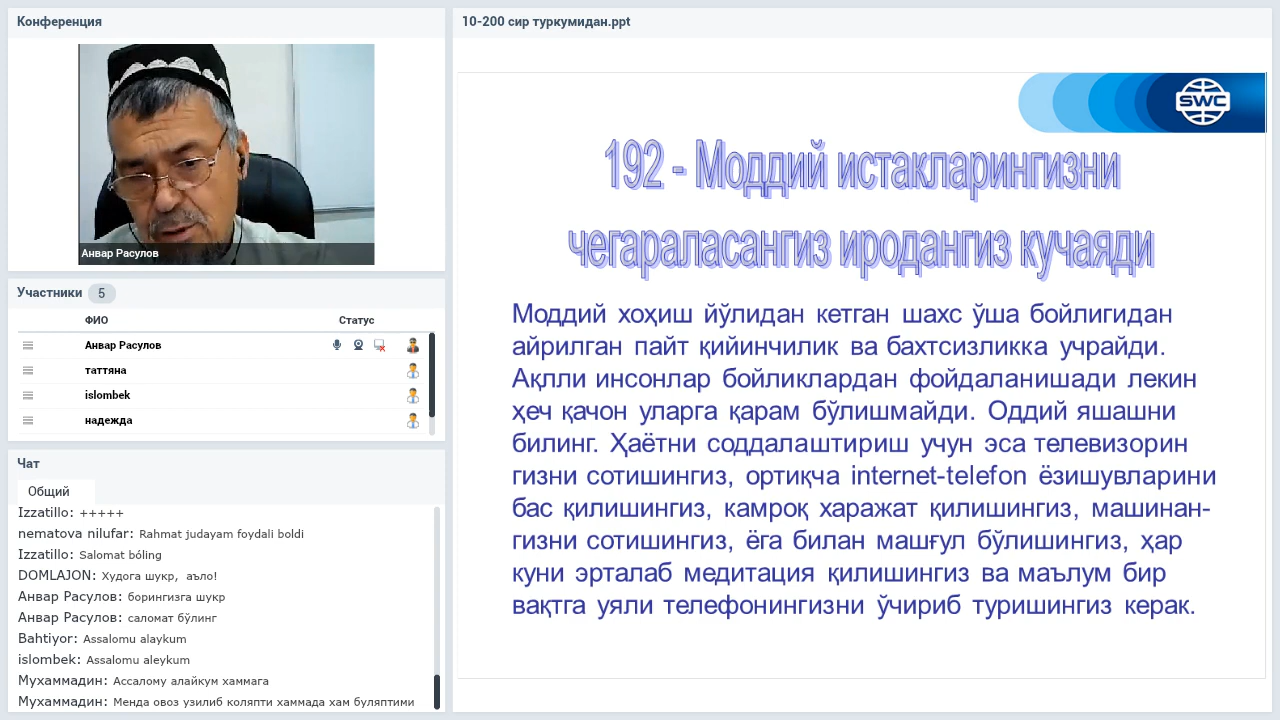 Конференция
Анвар Расулов
Участники 5
ФИО Статус
Анвар Расулов
таттяна
islombek
надежда
Чат
Общий
Izzatillo: +++++
nematova nilufar: Rahmat judayam foydali boldi
Izzatillo: Salomat bóling
DOMLAJON: Худога шукр, аъло!
Анвар Расулов: борингизга шукр
Анвар Расулов: саломат бўлинг
Bahtiyor: Assalomu alaykum
islombek: Assalomu aleykum
Мухаммадин: Ассалому алайкум хаммага
Мухаммадин: Менда овоз узилиб коляпти хаммада хам буляптими
10-200 сир туркумидан.ppt
SWC
192 - Моддий истакларингизни
чегараласангиз иродангиз кучаяди
Моддий хоҳиш йўлидан кетган шахс ўша бойлигидан
айрилган пайт қийинчилик ва бахтсизликка учрайди.
Ақлли инсонлар бойликлардан фойдаланишади лекин
ҳеч қачон уларга қарам бўлишмайди. Оддий яшашни
билинг. Ҳаётни соддалаштириш учун эса телевизорин
гизни сотишингиз, ортиқча internet-telefon ёзишувларини
бас қилишингиз, камроқ харажат қилишингиз, машинан-
гизни сотишингиз, ёга билан машғул бўлишингиз, ҳар
куни эрталаб медитация қилишингиз ва маълум бир
вақтга уяли телефонингизни ўчириб туришингиз керак.